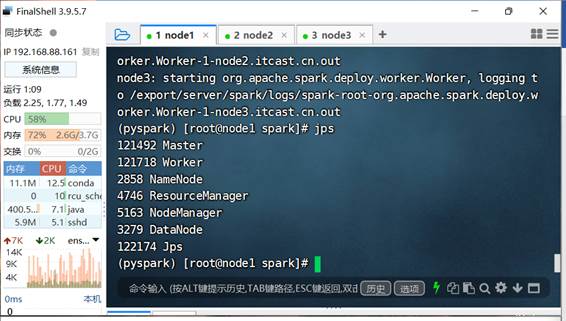 FinalShell 3.9.5.7
同步状态
IP 192.168.88.161 复制
系统信息
运行 1:09
负载 2.25, 1.77, 1.49
CPU 58%
内存 72% 2.6G/3.7G
交换 0% 0/2G
内存 CPU 命令
11.1M 12.5 conda
0 10 rcu_sche
400.5... 7.1 java
5.9M 5.1 sshd
7K 2K ens...
14K
9K
4K
0ms 本机
0
1 node1
2 node2
3 node3
+
orker.Worker-1-node2.itcast.cn.out
node3: starting org.apache.spark.deploy.worker.Worker, logging t
o /export/server/spark/logs/spark-root-org.apache.spark.deploy.w
orker.Worker-1-node3.itcast.cn.out
(pyspark) [root@node1 spark]# jps
121492 Master
121718 Worker
2858 NameNode
4746 ResourceManager
5163 NodeManager
3279 DataNode
122174 Jps
(pyspark) [root@node1 spark]#
命令输入 (按ALT键提示历史,TAB键路径,ESC键返回,双击
历史
选项